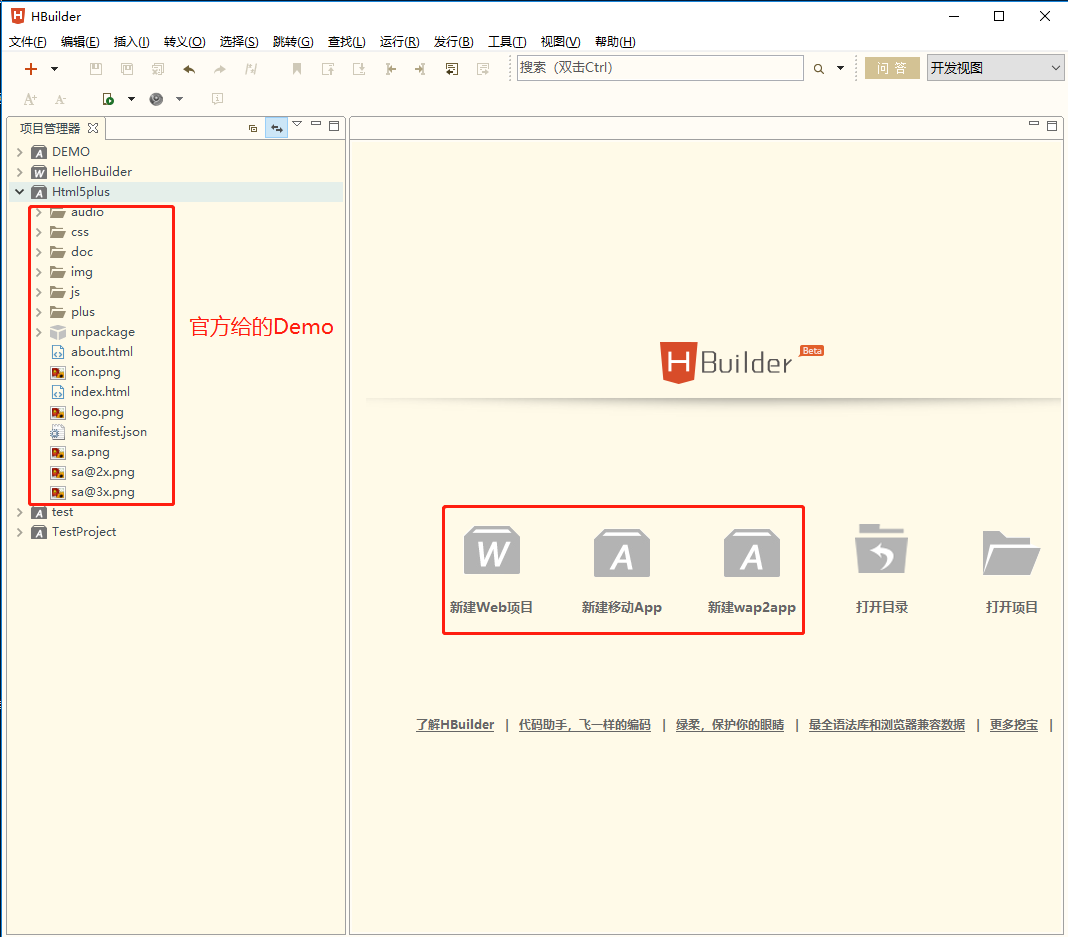 HBuilder
文件(F) 编辑(E) 插入(I) 转义(O) 选择(S) 跳转(G) 查找(L) 运行(R) 发行(B) 工具(T) 视图(V) 帮助(H)
搜索（双击Ctrl） 问 答 开发视图
A+ A-
项目管理器
A DEMO
W HelloHBuilder
A Html5plus
audio
css
doc
img
js
plus
unpackage
about.html
icon.png
index.html
logo.png
manifest.json
sa.png
sa@2x.png
sa@3x.png
A test
A TestProject
官方给的Demo
H Builder Beta
W A A
新建Web项目 新建移动App 新建wap2app 打开目录 打开项目
了解HBuilder | 代码助手，飞一样的编码 | 绿柔，保护你的眼睛 | 最全语法库和浏览器兼容数据 | 更多挖宝 |